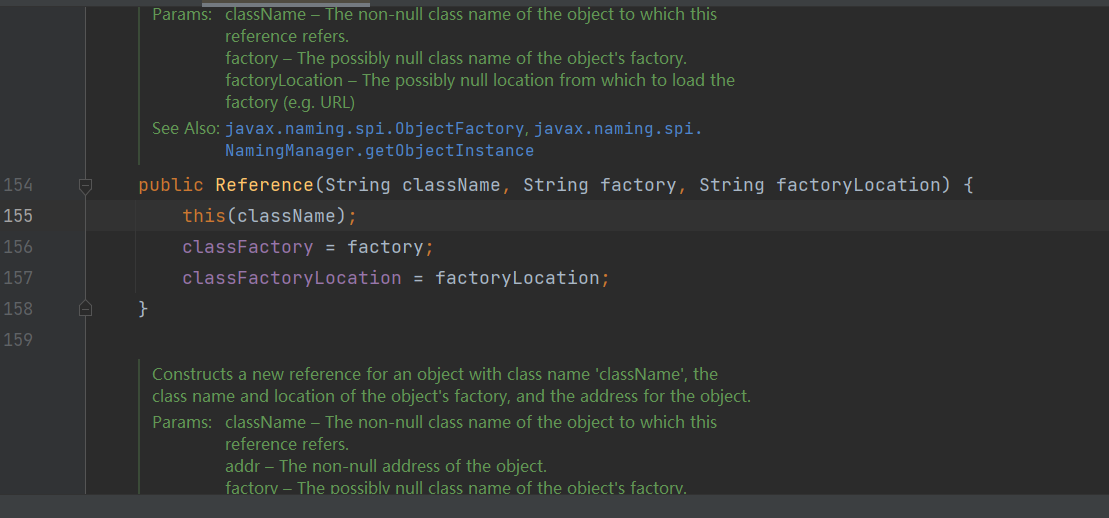 Params: className – The non-null class name of the object to which this
reference refers.
factory – The possibly null class name of the object's factory.
factoryLocation – The possibly null location from which to load the
factory (e.g. URL)
See Also: javax.naming.spi.ObjectFactory, javax.naming.spi.
NamingManager.getObjectInstance
154 public Reference(String className, String factory, String factoryLocation) {
155 this(className);
156 classFactory = factory;
157 classFactoryLocation = factoryLocation;
158 }
159
Constructs a new reference for an object with class name 'className', the
class name and location of the object's factory, and the address for the object.
Params: className – The non-null class name of the object to which this
reference refers.
addr – The non-null address of the object.
factory – The possibly null class name of the object's factory.